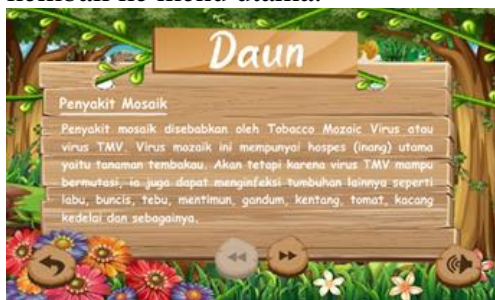 Daun
Penyakit Mosaik
Penyakit mosaik disebabkan oleh Tobacco Mozaic Virus atau
virus TMV. Virus mozaik ini mempunyai hospes (inang) utama
yaitu tanaman tembakau. Akan tetapi karena virus TMV mampu
bermutasi, ia juga dapat menginfeksi tumbuhan lainnya seperti
labu, buncis, tebu, mentimun, gandum, kentang, tomat, kacang
kedelai dan sebagainya.